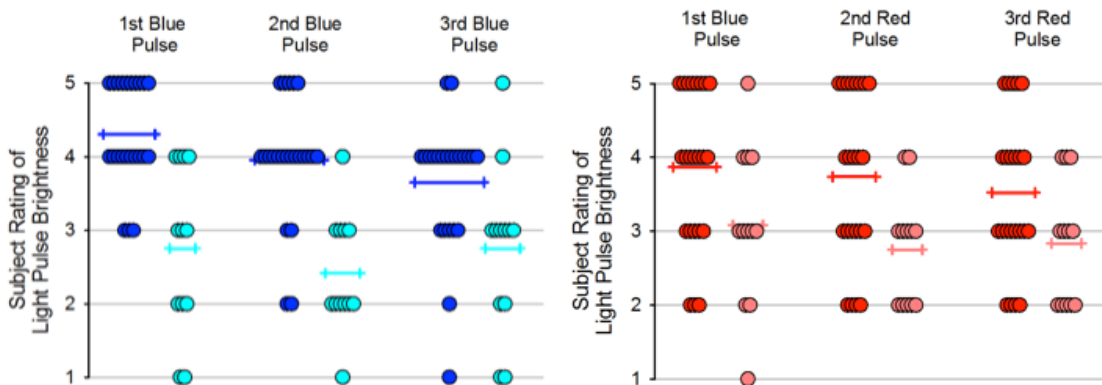 1st Blue Pulse
2nd Blue Pulse
3rd Blue Pulse
Subject Rating of
Light Pulse Brightness
5
4
3
2
1
1st Blue Pulse
2nd Red Pulse
3rd Red Pulse
Subject Rating of
Light Pulse Brightness
5
4
3
2
1